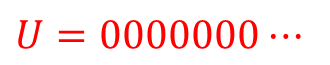 U = 0000000 ⋯